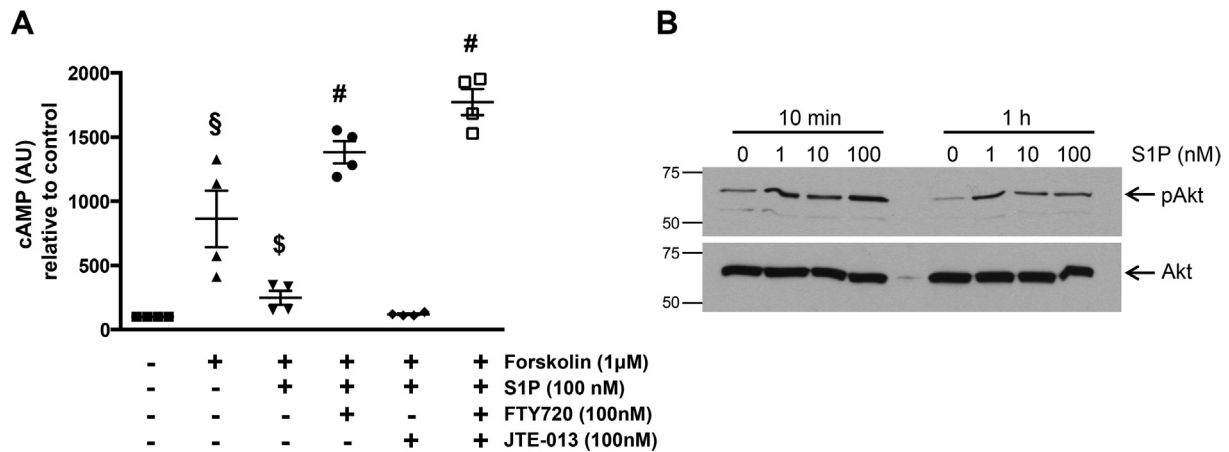 A
B
cAMP (AU)
relative to control
2000
1500
1000
500
0
§
$
#
#
- + + + + + Forskolin (1µM)
- - + + + + S1P (100 nM)
- - - + - + FTY720 (100nM)
- - - - + + JTE-013 (100nM)
10 min 1 h
0 1 10 100 0 1 10 100 S1P (nM)
75
pAkt
50
75
Akt
50